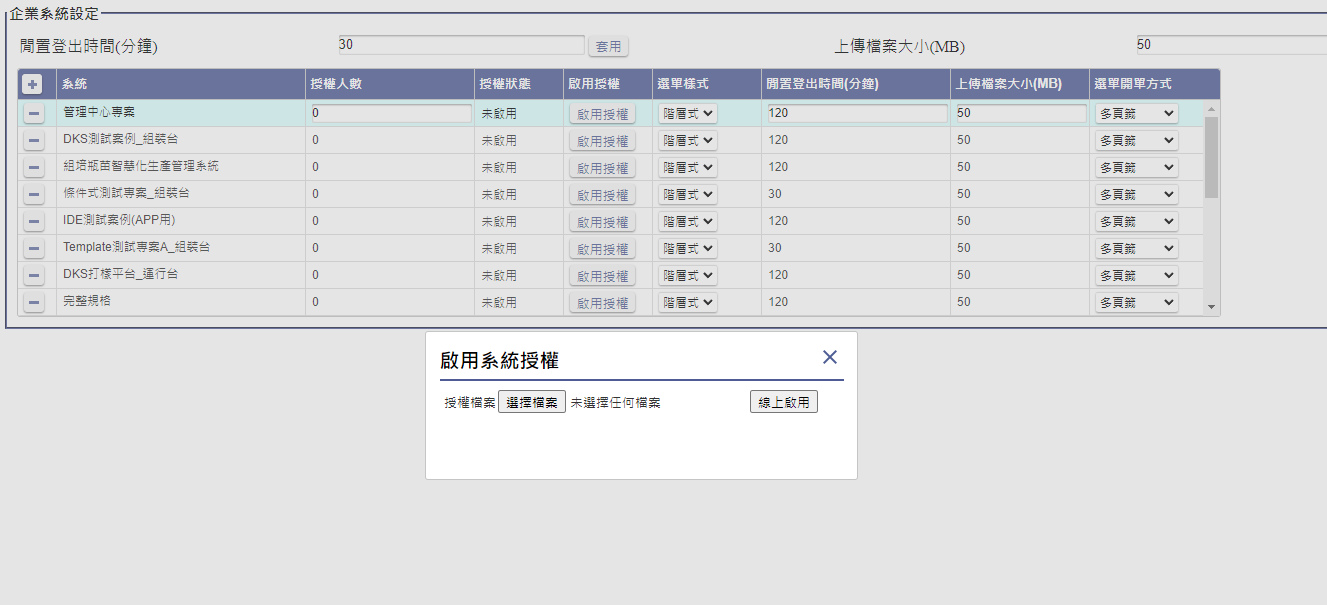 企業系統設定
閒置登出時間(分鐘) 30 套用 上傳檔案大小(MB) 50
系統 授權人數 授權狀態 啟用授權 選單樣式 閒置登出時間(分鐘) 上傳檔案大小(MB) 選單開單方式
管理中心專案 0 未啟用 啟用授權 階層式 120 50 多頁籤
DKS測試案例_組裝台 0 未啟用 啟用授權 階層式 120 50 多頁籤
組培瓶苗智慧化生產管理系統 0 未啟用 啟用授權 階層式 120 50 多頁籤
條件式測試專案_組裝台 0 未啟用 啟用授權 階層式 30 50 多頁籤
IDE測試案例(APP用) 0 未啟用 啟用授權 階層式 120 50 多頁籤
Template測試專案A_組裝台 0 未啟用 啟用授權 階層式 30 50 多頁籤
DKS打樣平台_運行台 0 未啟用 啟用授權 階層式 120 50 多頁籤
完整規格 0 未啟用 啟用授權 階層式 120 50 多頁籤
啟用系統授權
授權檔案 選擇檔案 未選擇任何檔案 線上啟用